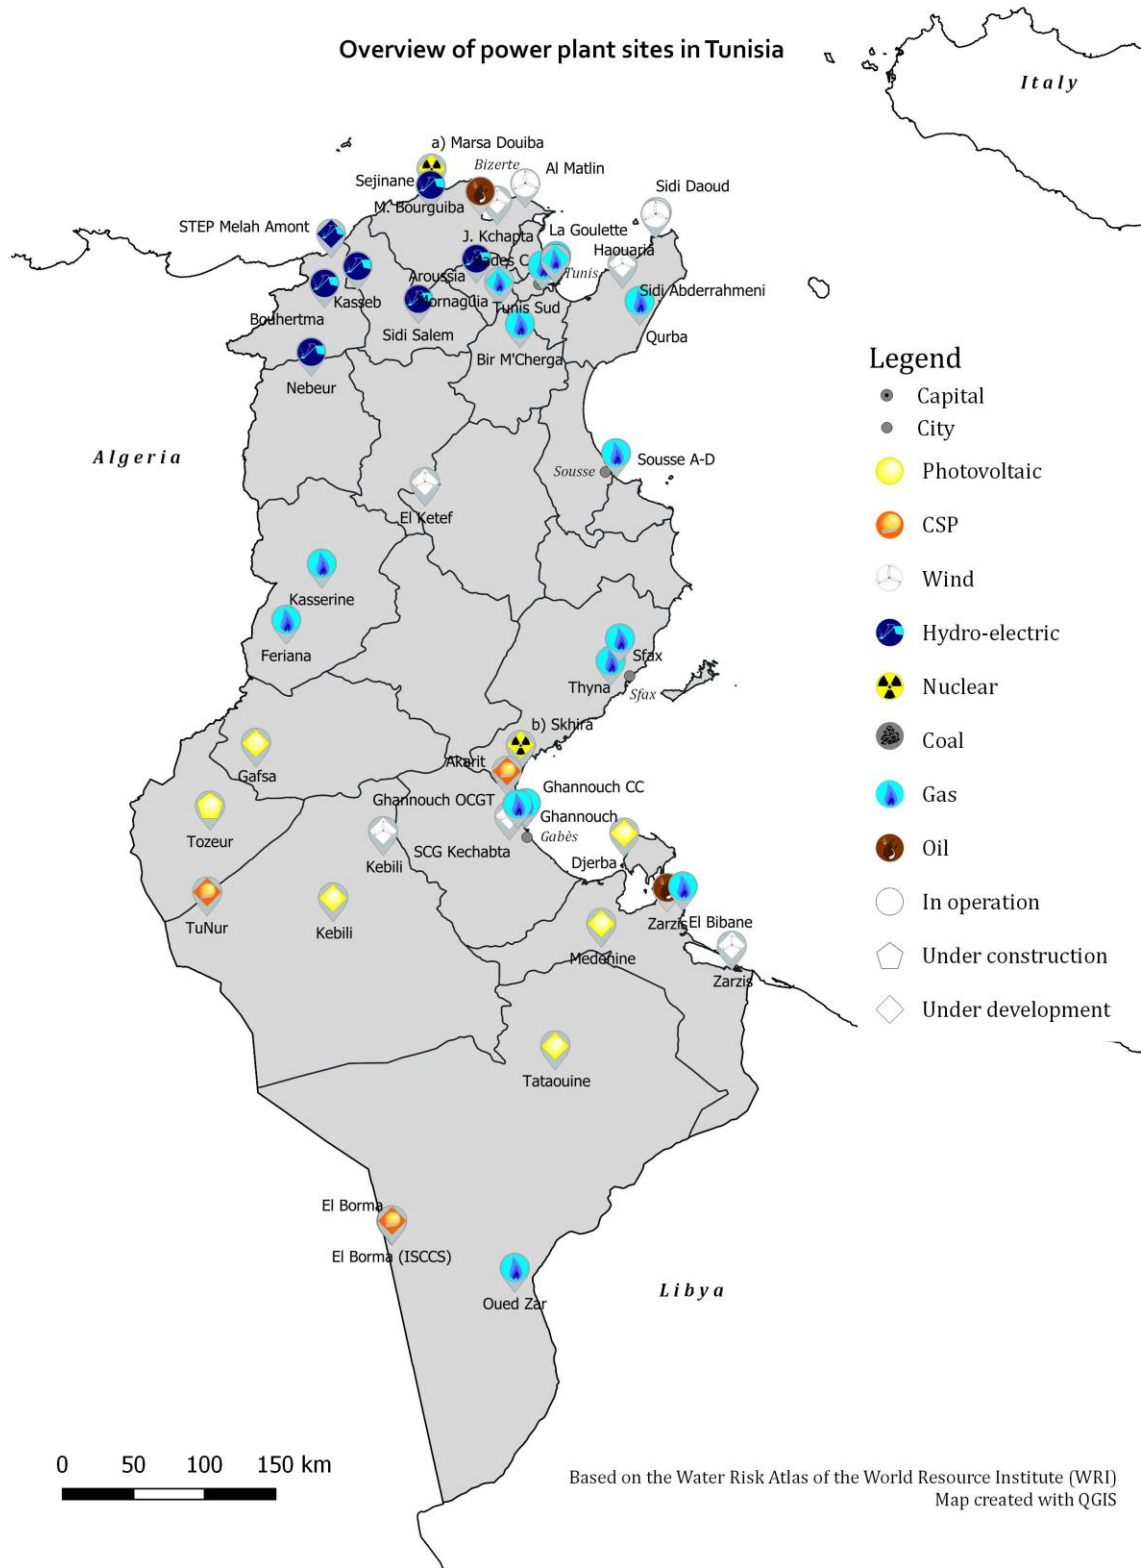 Overview of power plant sites in Tunisia
Italy
a) Marsa Douiba
Bizerte
Al Matlin
Sejinane
Sidi Daoud
M. Bourguiba
STEP Melah Amont
La Goulette
J. Kchapta
Haouaria
Rades C
Tunis
Aroussia
Sidi Abderrahmeni
Kasseb
Mornaguia
Tunis Sud
Bouhertma
Sidi Salem
Qurba
Bir M'Cherga
Nebeur
Legend
Capital
City
Photovoltaic
CSP
Wind
Hydro-electric
Nuclear
Coal
Gas
Oil
In operation
Under construction
Under development
Algeria
Sousse A-D
Sousse
El Ketef
Kasserine
Feriana
Sfax
Thyna
Sfax
b) Skhira
Akarit
Gafsa
Ghannouch CC
Ghannouch OCGT
Ghannouch
Tozeur
Gabès
SCG Kechabta
Kebili
Djerba
TuNur
Kebili
Zarzis
El Bibane
Medenine
Zarzis
Tataouine
El Borma
El Borma (ISCCS)
Oued Zar
Libya
0 50 100 150 km
Based on the Water Risk Atlas of the World Resource Institute (WRI)
Map created with QGIS